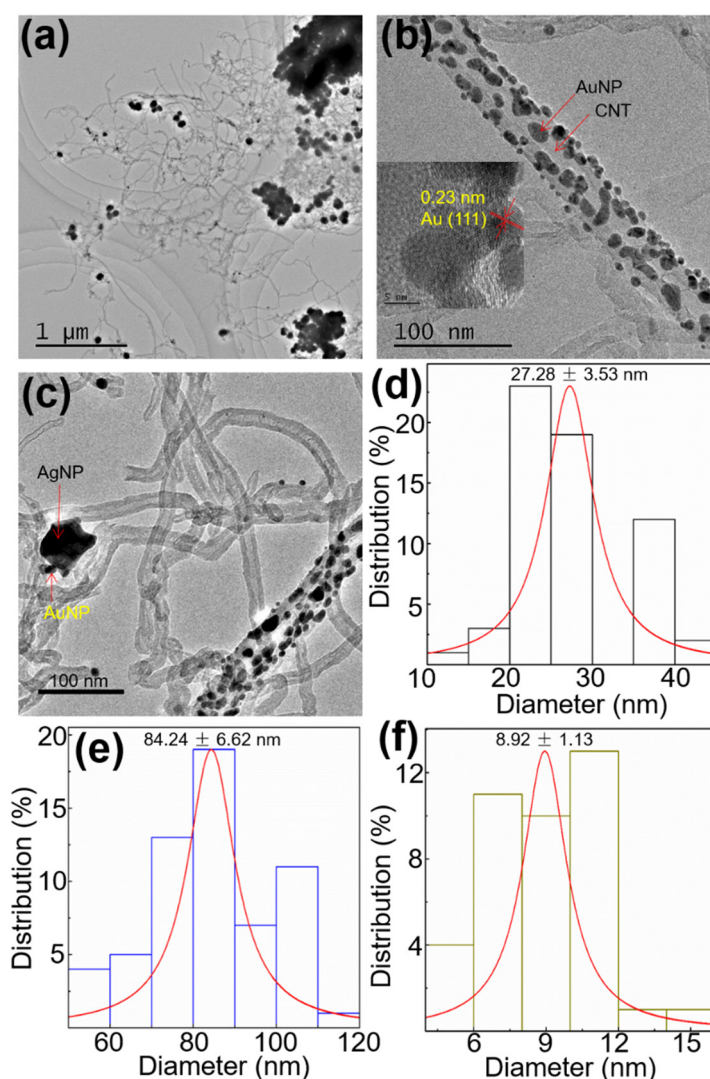 (a)
1 µm
(b)
AuNP
CNT
0.23 nm
Au (111)
5 nm
100 nm
(c)
AgNP
AuNP
100 nm
(d)
27.28 ± 3.53 nm
Distribution (%)
20
15
10
5
10 20 30 40
Diameter (nm)
(e)
84.24 ± 6.62 nm
Distribution (%)
20
15
10
5
60 80 100 120
Diameter (nm)
(f)
8.92 ± 1.13
Distribution (%)
12
8
4
6 9 12 15
Diameter (nm)